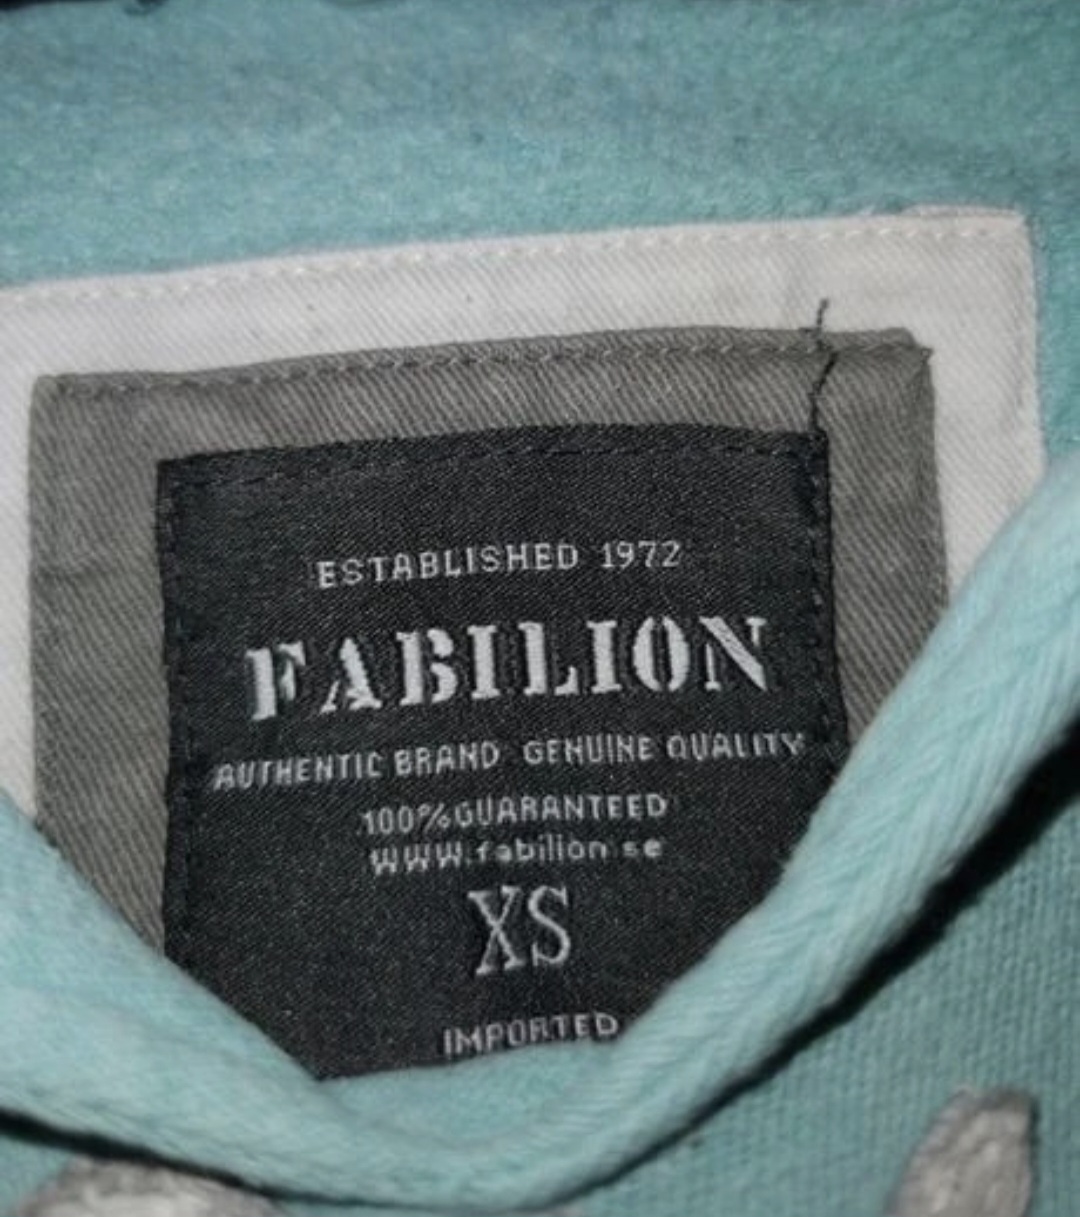 ESTABLISHED 1972
FABILION
AUTHENTIC BRAND GENUINE QUALITY
100%GUARANTEED
WWW.fabilion.se
XS
IMPORTED